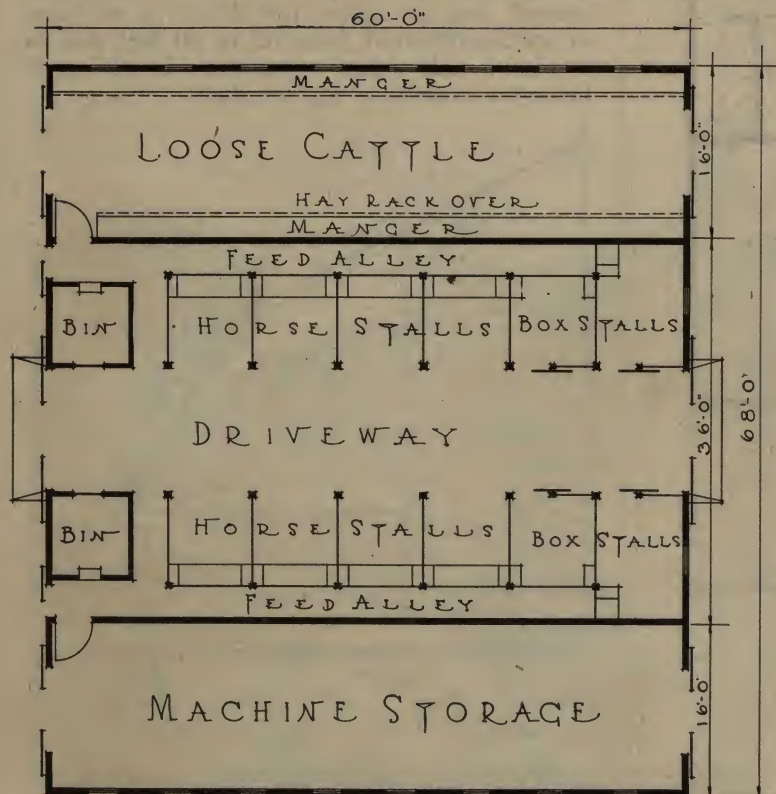 60'-0"
MANGER
LOOSE CATTLE
16'-0"
HAY RACK OVER
MANGER
FEED ALLEY
BIN
HORSE STALLS
BOX STALLS
DRIVEWAY
36'-0"
68'-0'
BIN
HORSE STALLS
BOX STALLS
FEED ALLEY
MACHINE STORAGE
16'-0"